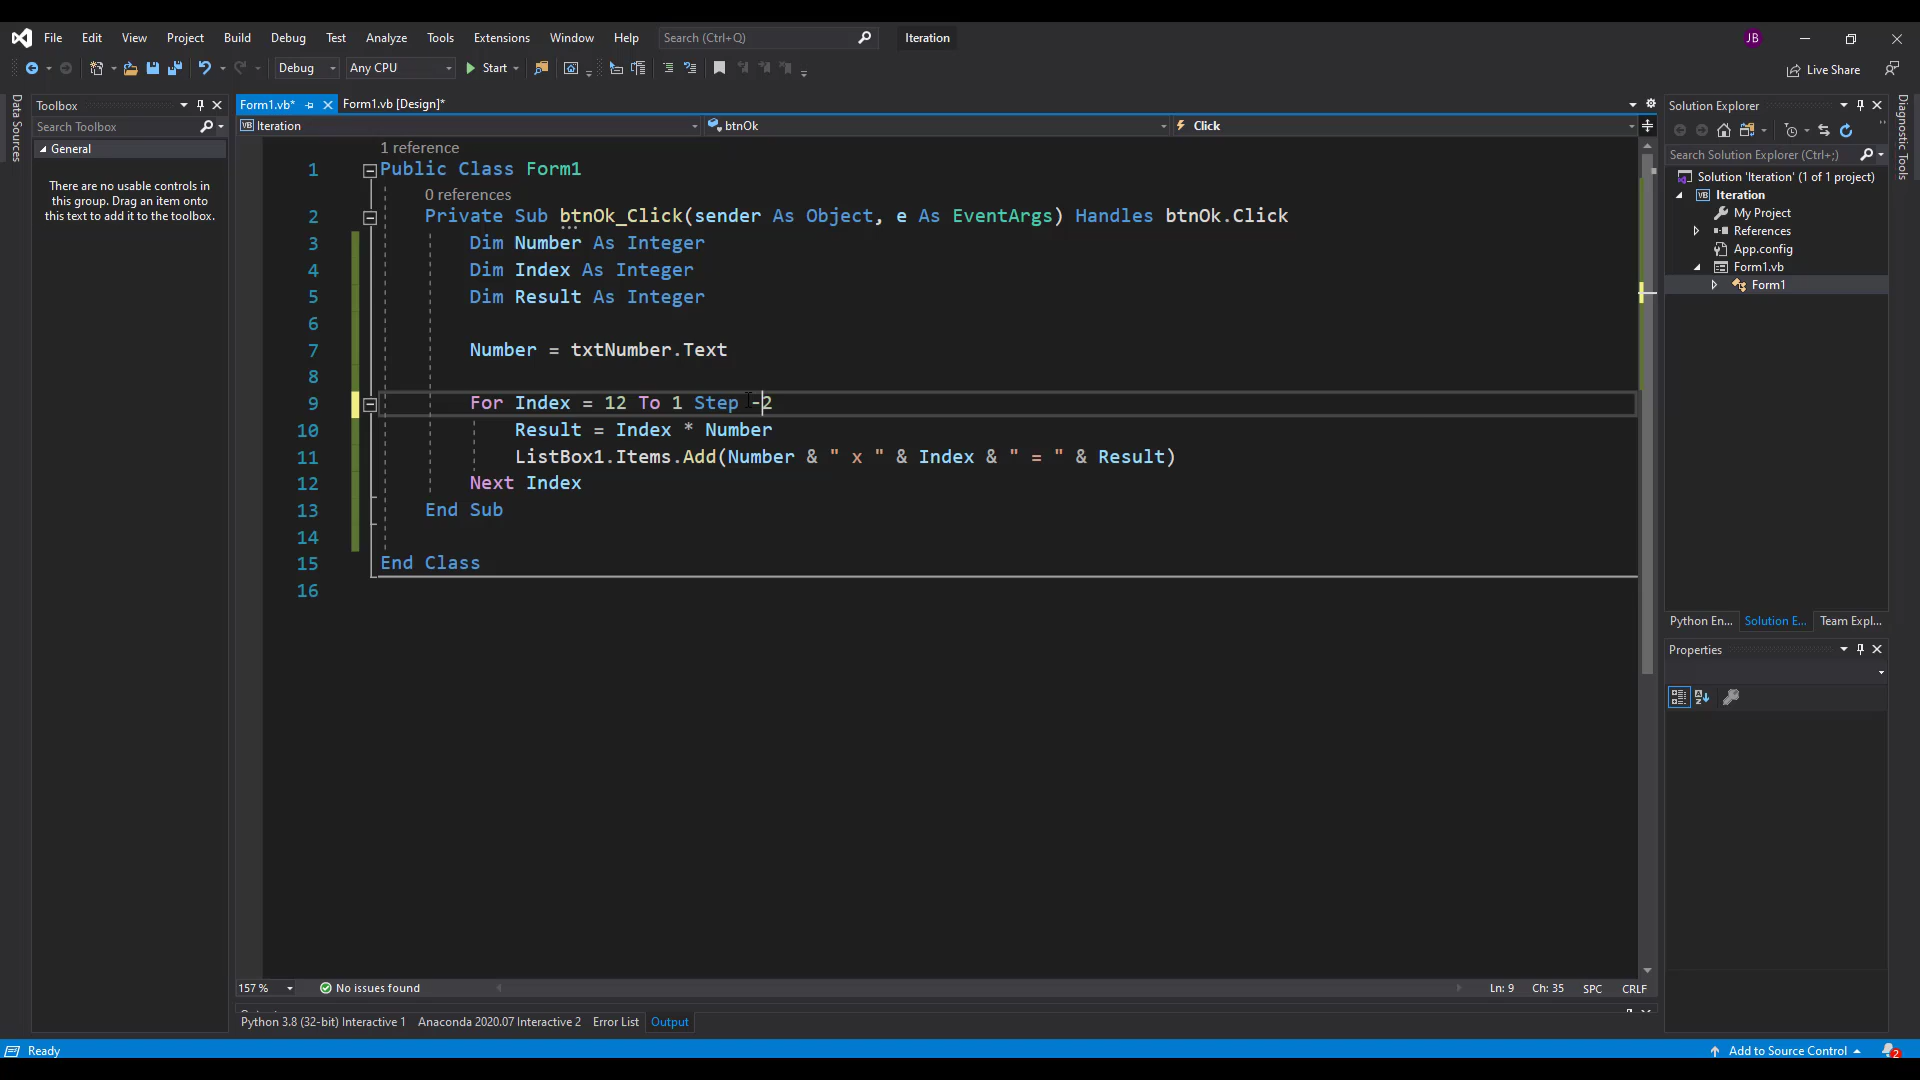 File Edit View Project Build Debug Test Analyze Tools Extensions Window Help Search (Ctrl+Q) Iteration JB
Debug Any CPU Start Live Share
Data Sources
Toolbox
Search Toolbox
General
There are no usable controls in
this group. Drag an item onto
this text to add it to the toolbox.
Form1.vb* Form1.vb [Design]*
Iteration btnOk Click
1 reference
1 Public Class Form1
0 references
2 Private Sub btnOk_Click(sender As Object, e As EventArgs) Handles btnOk.Click
3 Dim Number As Integer
4 Dim Index As Integer
5 Dim Result As Integer
6
7 Number = txtNumber.Text
8
9 For Index = 12 To 1 Step -2
10 Result = Index * Number
11 ListBox1.Items.Add(Number & " x " & Index & " = " & Result)
12 Next Index
13 End Sub
14
15 End Class
16
157 % No issues found Ln: 9 Ch: 35 SPC CRLF
Python 3.8 (32-bit) Interactive 1 Anaconda 2020.07 Interactive 2 Error List Output
Solution Explorer
Search Solution Explorer (Ctrl+;)
Solution 'Iteration' (1 of 1 project)
Iteration
My Project
References
App.config
Form1.vb
Form1
Python En... Solution E... Team Expl...
Properties
Diagnostic Tools
Ready Add to Source Control 2